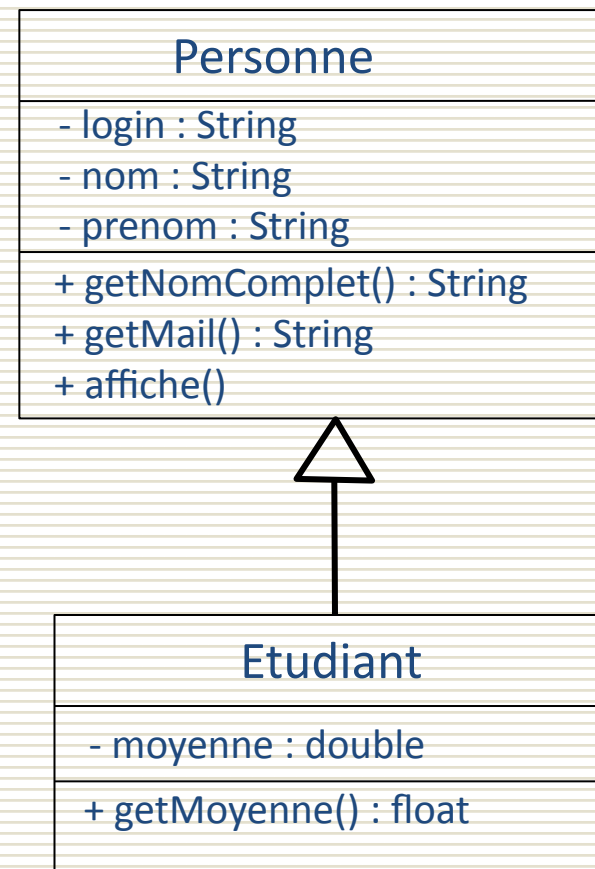 Personne
- login : String
- nom : String
- prenom : String
+ getNomComplet() : String
+ getMail() : String
+ affiche()
Etudiant
- moyenne : double
+ getMoyenne() : float